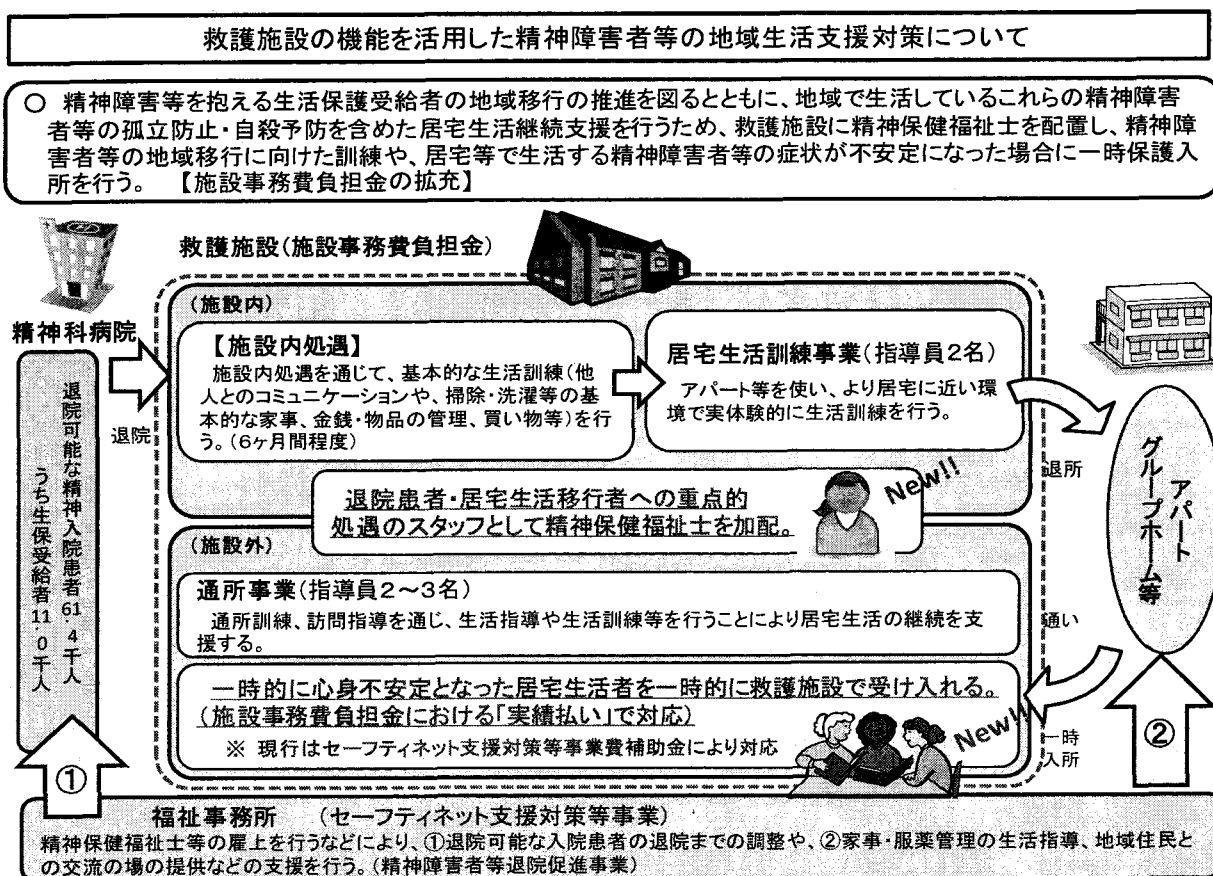 救護施設の機能を活用した精神障害者等の地域生活支援対策について
○ 精神障害等を抱える生活保護受給者の地域移行の推進を図るとともに、地域で生活しているこれらの精神障害
者等の孤立防止・自殺予防を含めた居宅生活継続支援を行うため、救護施設に精神保健福祉士を配置し、精神障
害者等の地域移行に向けた訓練や、居宅等で生活する精神障害者等の症状が不安定になった場合に一時保護入
所を行う。 【施設事務費負担金の拡充】
救護施設(施設事務費負担金)
精神科病院
退院可能な精神入院患者61.4千人
うち生保受給者11.0千人
退院
(施設内)
【施設内処遇】
施設内処遇を通じて、基本的な生活訓練(他
人とのコミュニケーションや、掃除・洗濯等の基
本的な家事、金銭・物品の管理、買い物等)を行
う。(6ヶ月間程度)
居宅生活訓練事業(指導員2名)
アパート等を使い、より居宅に近い環
境で実体験的に生活訓練を行う。
退院患者・居宅生活移行者への重点的
処遇のスタッフとして精神保健福祉士を加配。
New!!
退所
アパート
グループホーム等
(施設外)
通所事業(指導員2～3名)
通所訓練、訪問指導を通じ、生活指導や生活訓練等を行うことにより居宅生活の継続を支
援する。
通い
一時的に心身不安定となった居宅生活者を一時的に救護施設で受け入れる。
(施設事務費負担金における「実績払い」で対応)
※ 現行はセーフティネット支援対策等事業費補助金により対応
New!!
一時
入所
①
②
福祉事務所 (セーフティネット支援対策等事業)
精神保健福祉士等の雇上を行うなどにより、①退院可能な入院患者の退院までの調整や、②家事・服薬管理の生活指導、地域住民と
の交流の場の提供などの支援を行う。(精神障害者等退院促進事業)